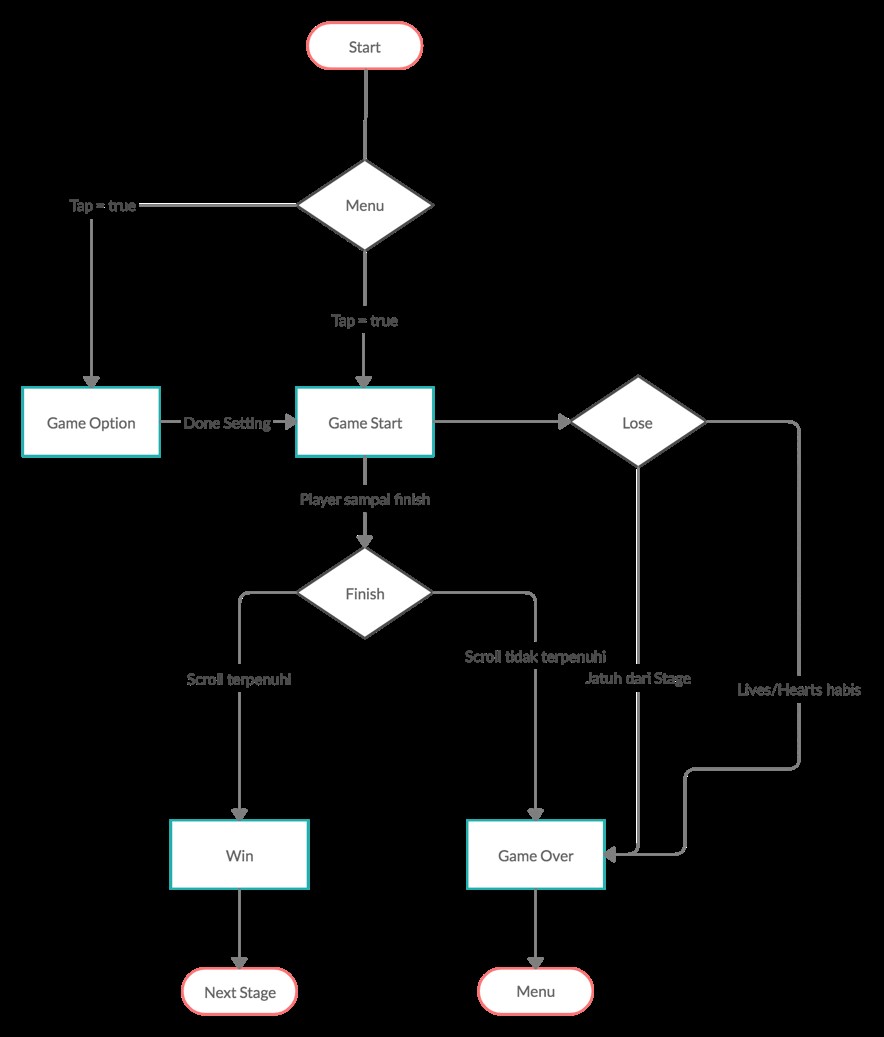 Start
Menu
Tap = true
Tap = true
Game Option
Done Setting
Game Start
Lose
Player sampai finish
Finish
Scroll tidak terpenuhi
Scroll terpenuhi
Jatuh dari Stage
Lives/Hearts habis
Win
Game Over
Next Stage
Menu